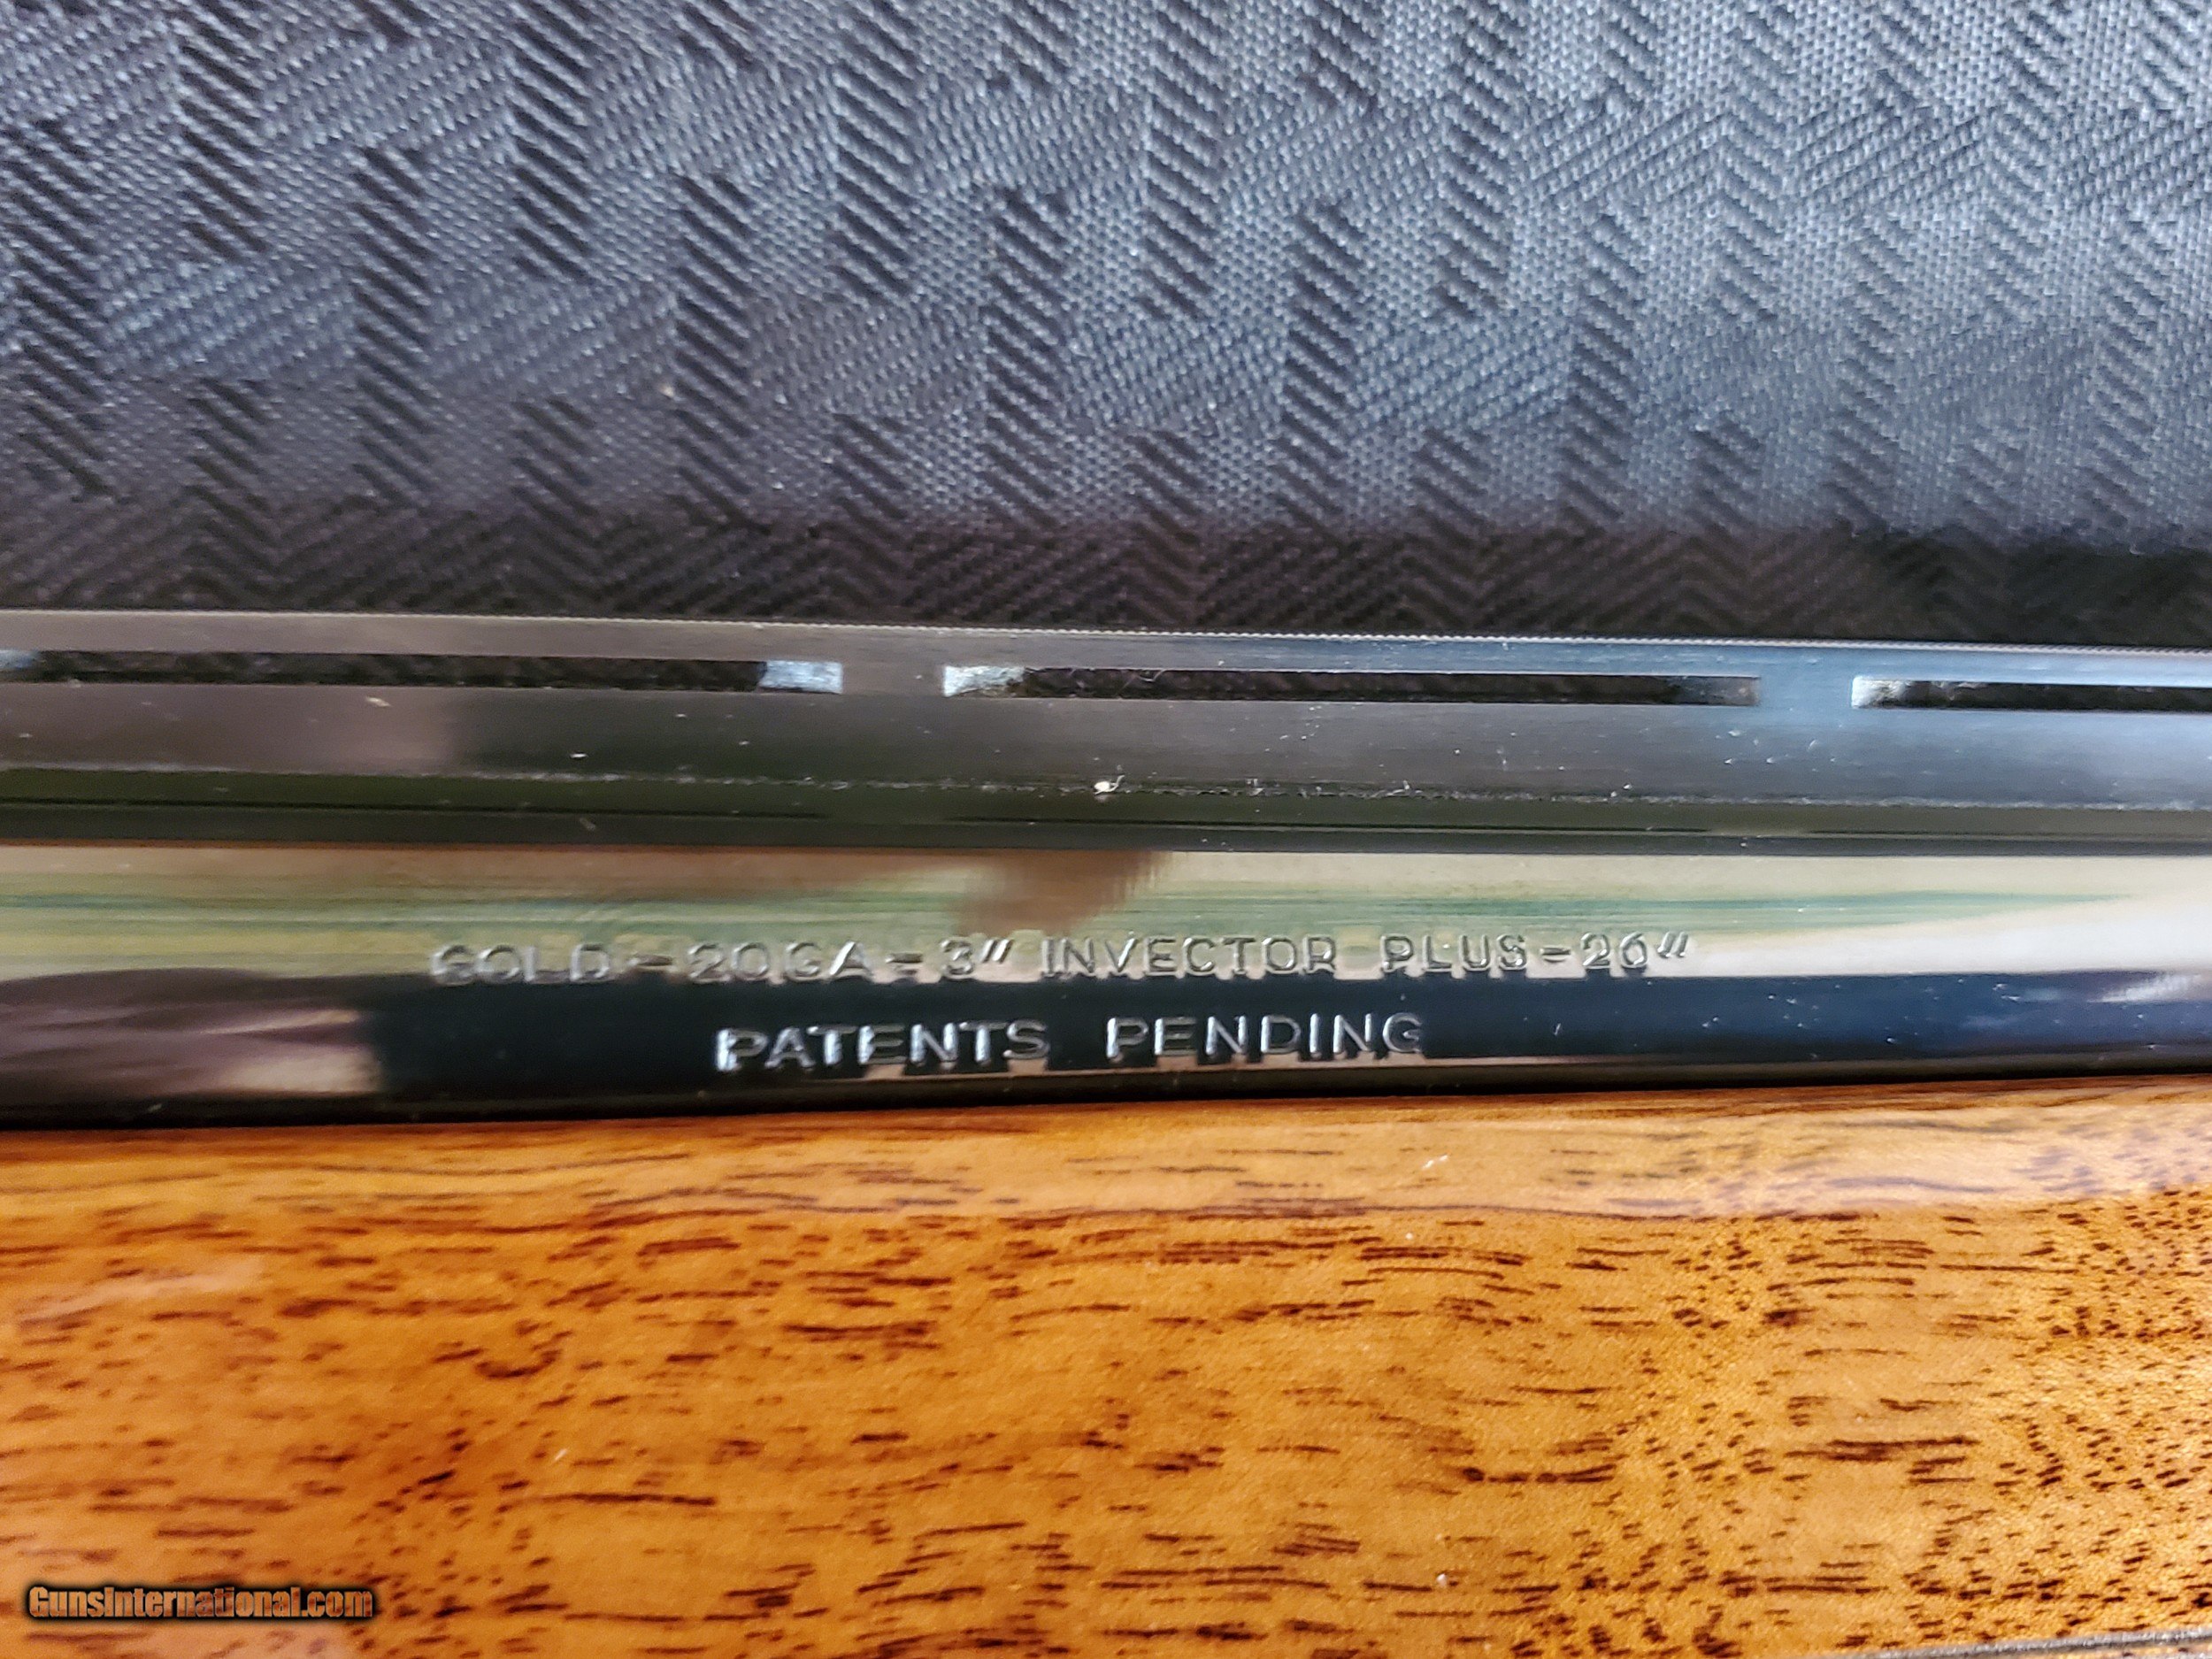 GOLD-20GA-3" INVECTOR PLUS-26"
PATENTS PENDING
GunsInternational.com